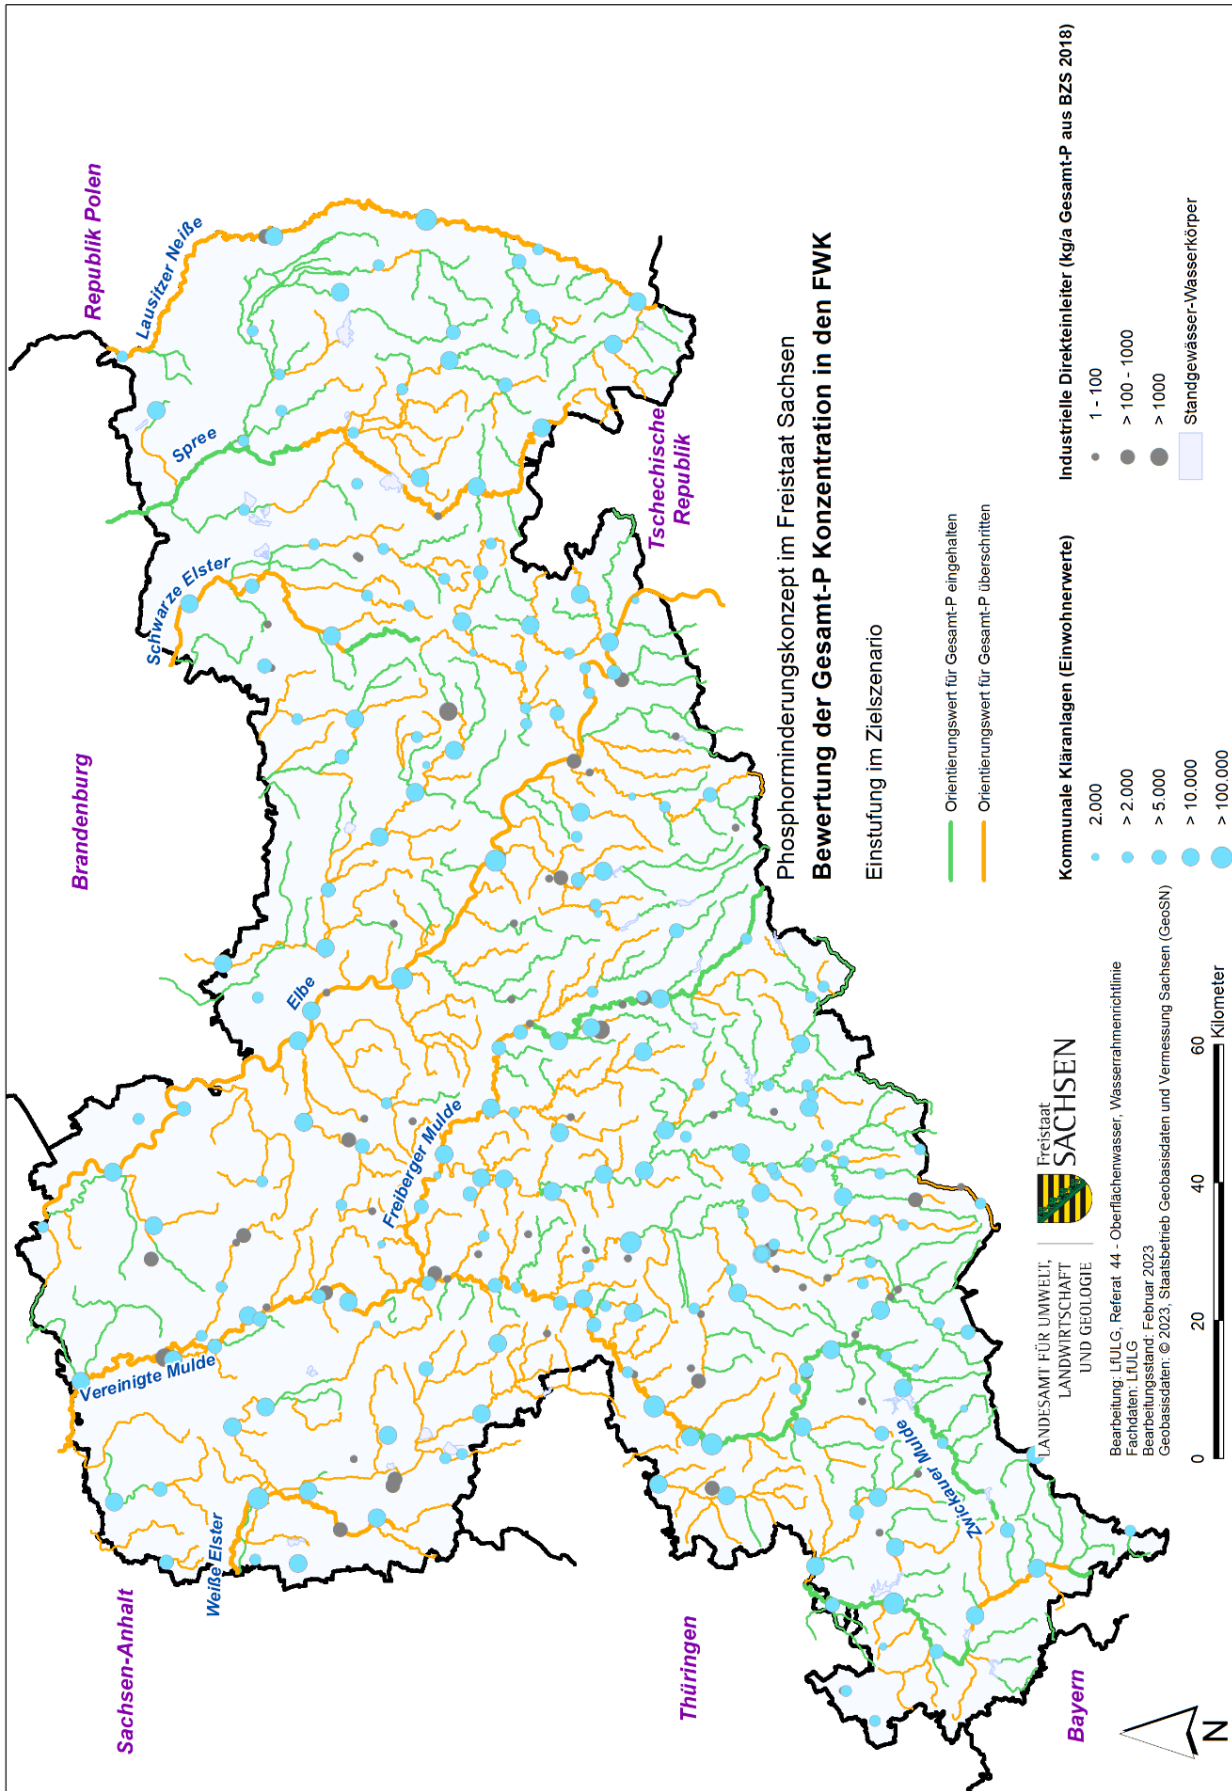 Phosphorminderungskonzept im Freistaat Sachsen
Bewertung der Gesamt-P Konzentration in den FWK
Einstufung im Zielszenario
Orientierungswert für Gesamt-P eingehalten
Orientierungswert für Gesamt-P überschritten
Kommunale Kläranlagen (Einwohnerwerte)
2.000
> 2.000
> 5.000
> 10.000
> 100.000
Industrielle Direkteinleiter (kg/a Gesamt-P aus BZS 2018)
1 - 100
> 100 - 1000
> 1000
Standgewässer-Wasserkörper
Sachsen-Anhalt
Brandenburg
Republik Polen
Tschechische
Republik
Thüringen
Bayern
Weiße Elster
Vereinigte Mulde
Freiberger Mulde
Zwickauer Mulde
Elbe
Schwarze Elster
Spree
Lausitzer Neiße
N
LANDESAMT FÜR UMWELT,
LANDWIRTSCHAFT
UND GEOLOGIE
Freistaat
SACHSEN
Bearbeitung: LfULG, Referat 44 - Oberflächenwasser, Wasserrahmenrichtlinie
Fachdaten: LfULG
Bearbeitungsstand: Februar 2023
Geobasisdaten: © 2023, Staatsbetrieb Geobasisdaten und Vermessung Sachsen (GeoSN)
0 20 40 60
Kilometer